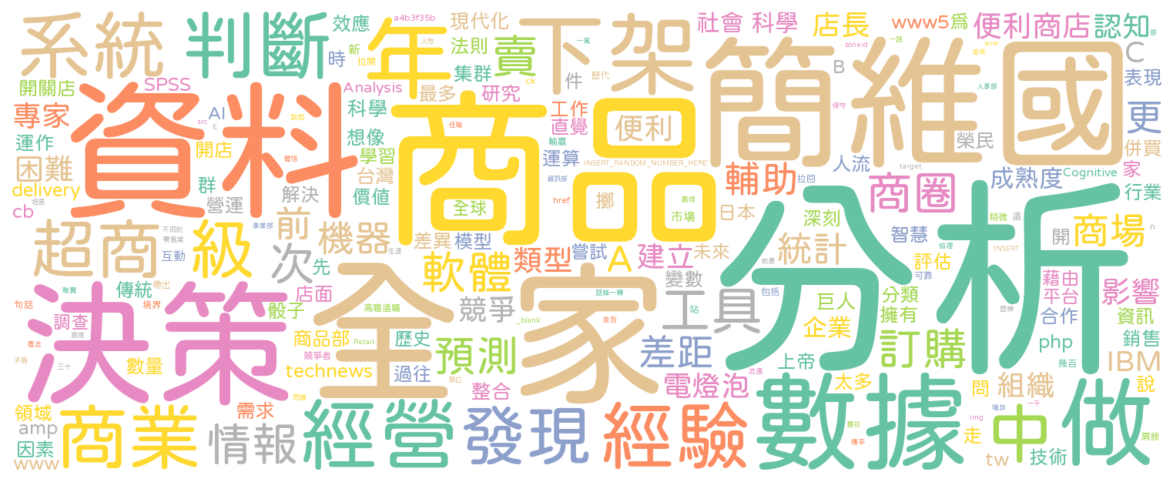 系統
判斷
效應
a4b3f35b
年
現代化
賣
下架
社會
科學
店長
www5
為
便利商店
認知
時
新
法則
集群
件
簡維國
B
C
表現
開關店
SPSS
Analysis
最多
研究
專家
AI
科學
工作
直覺
便利
更
運作
開店
想像
輸贏
榮民
併買
資料
商品
INSERT_RANDOM_NUMBER_HERE
人流
家
困難
群
解決
學習
台灣
運算
輔助
target
成熟度
Cognitive
行業
delivery
營運
價值
全球
href
擲
市場
商圈
cb
日本
深刻
開
商場
超商
級
前
機器
差異
模型
嘗試
統計
智慧
分析
互動
次
先
軟體
類型
A
建立
未來
評估
藉由
影響
傳統
店面
變數
巨人
分類
平台
資訊
決策
骰子
全家
競爭
工具
企業
擁有
合作
銷售
調查
商品部
歷史
blank
預測
差距
上帝
訂購
php
IBM
數量
technews
過往
整合
電燈泡
太多
問
組織
說
領域
需求
amp
商業
情報
經營
發現
經驗
數據
中
做
因素
www
走
tw
技術